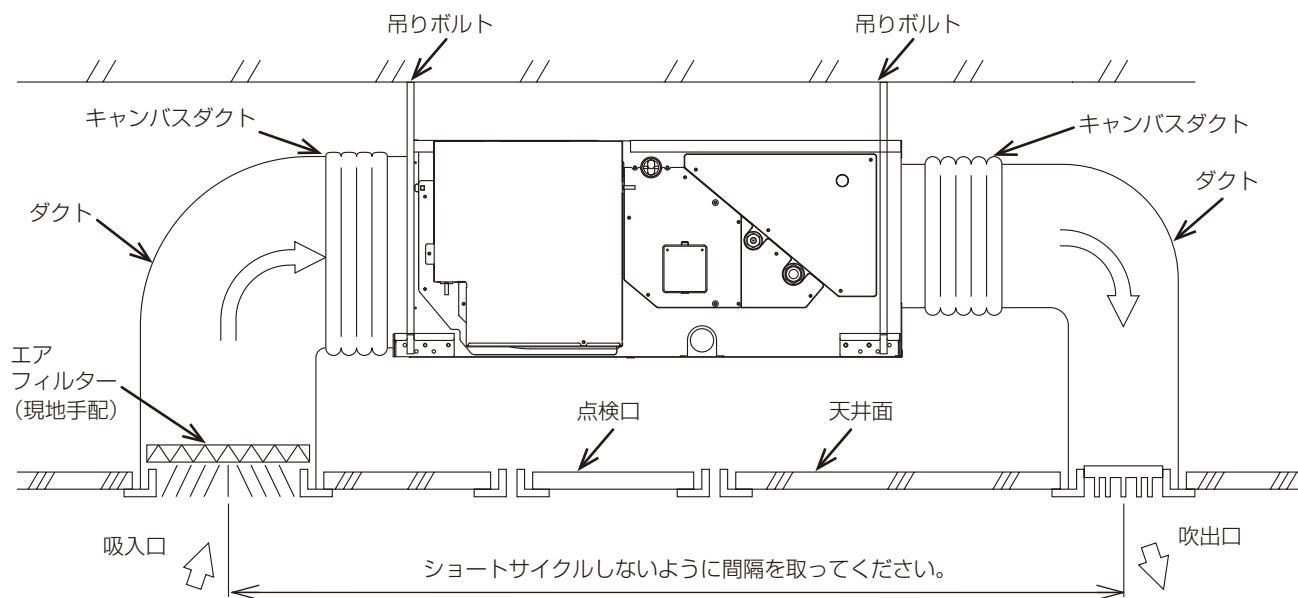 吊りボルト
吊りボルト
キャンバスダクト
キャンバスダクト
ダクト
ダクト
エア
フィルター
（現地手配）
点検口
天井面
吸入口
吹出口
ショートサイクルしないように間隔を取ってください。